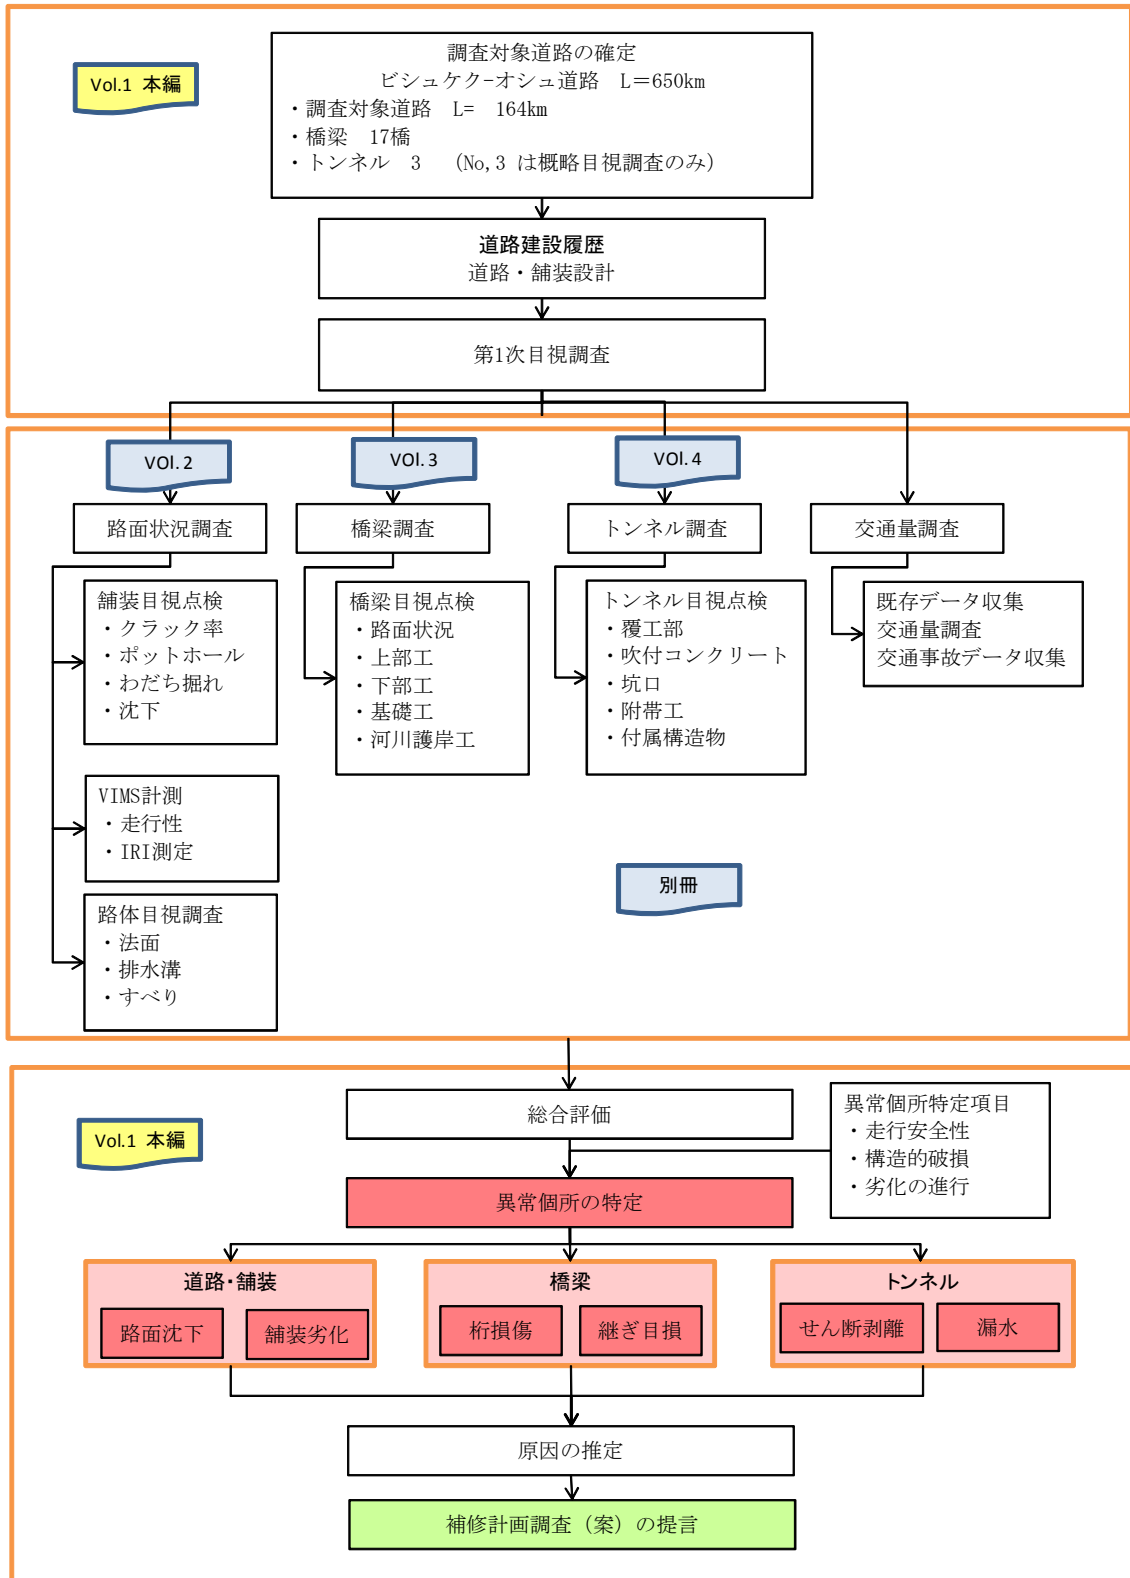 Vol.1 本編
調査対象道路の確定
ビシュケク-オシュ道路 L=650km
・調査対象道路 L= 164km
・橋梁 17橋
・トンネル 3 (No,3 は概略目視調査のみ)
道路建設履歴
道路・舗装設計
第1次目視調査
VOl.2
VOl.3
VOl.4
路面状況調査
橋梁調査
トンネル調査
交通量調査
舗装目視点検
・クラック率
・ポットホール
・わだち掘れ
・沈下
橋梁目視点検
・路面状況
・上部工
・下部工
・基礎工
・河川護岸工
トンネル目視点検
・覆工部
・吹付コンクリート
・坑口
・附帯工
・付属構造物
既存データ収集
交通量調査
交通事故データ収集
VIMS計測
・走行性
・IRI測定
別冊
路体目視調査
・法面
・排水溝
・すべり
Vol.1 本編
総合評価
異常個所特定項目
・走行安全性
・構造的破損
・劣化の進行
異常個所の特定
道路・舗装
路面沈下
舗装劣化
橋梁
桁損傷
継ぎ目損
トンネル
せん断剥離
漏水
原因の推定
補修計画調査（案）の提言